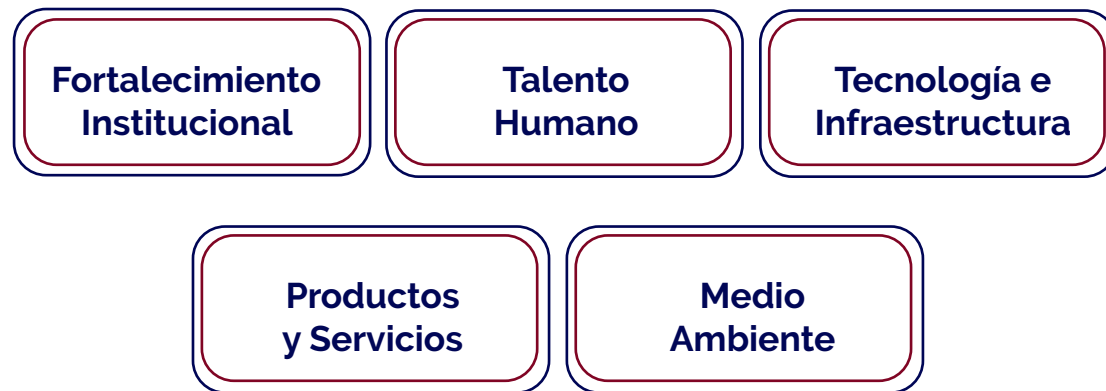 Fortalecimiento
Institucional
Talento
Humano
Tecnología e
Infraestructura
Productos
y Servicios
Medio
Ambiente